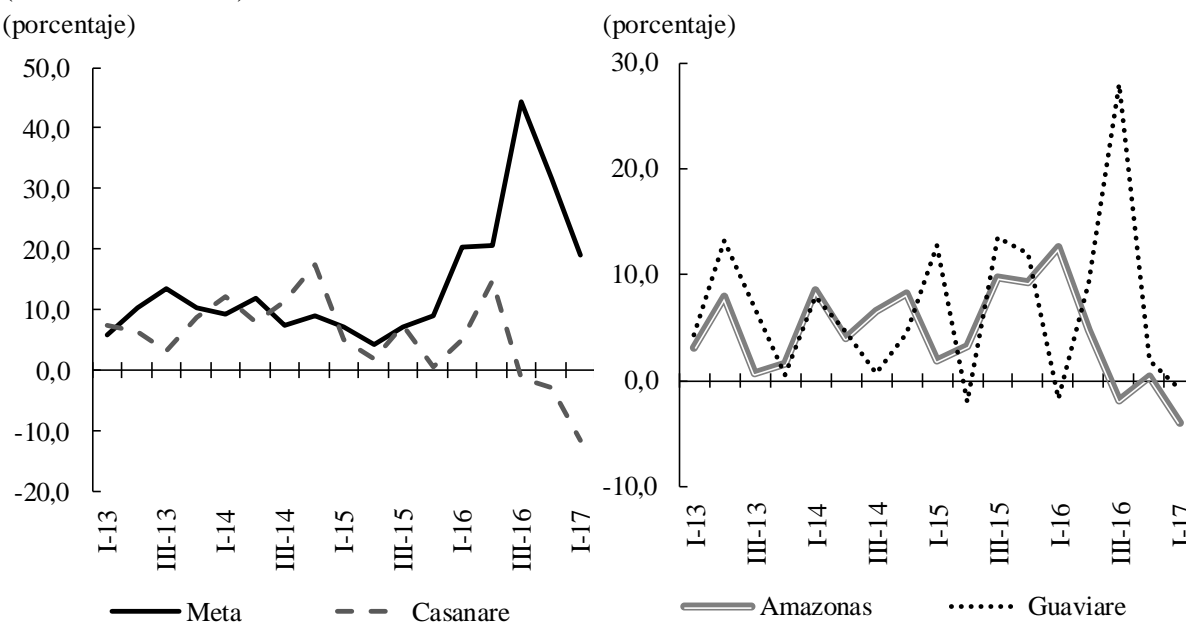 (porcentaje)
50,0
40,0
30,0
20,0
10,0
0,0
-10,0
-20,0
I-13
III-13
I-14
III-14
I-15
III-15
I-16
III-16
I-17
Meta
Casanare
(porcentaje)
30,0
20,0
10,0
0,0
-10,0
I-13
III-13
I-14
III-14
I-15
III-15
I-16
III-16
I-17
Amazonas
Guaviare